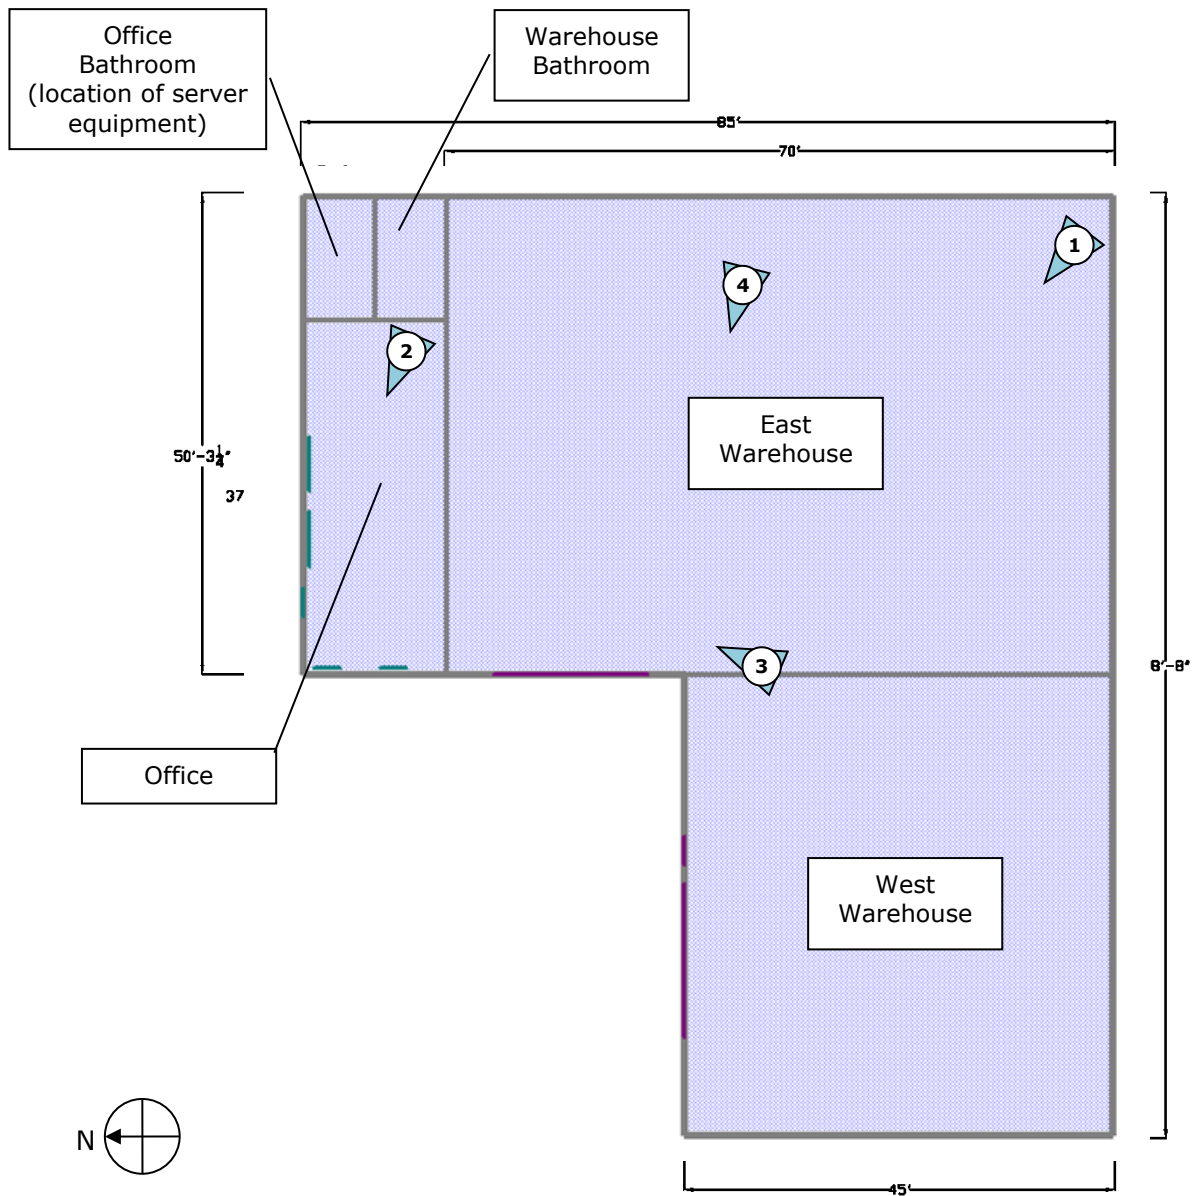 Office
Bathroom
(location of server
equipment)
Warehouse
Bathroom
85'
70'
1
4
2
East
Warehouse
50'-3¼"
37
3
8'-8"
Office
West
Warehouse
N
45'